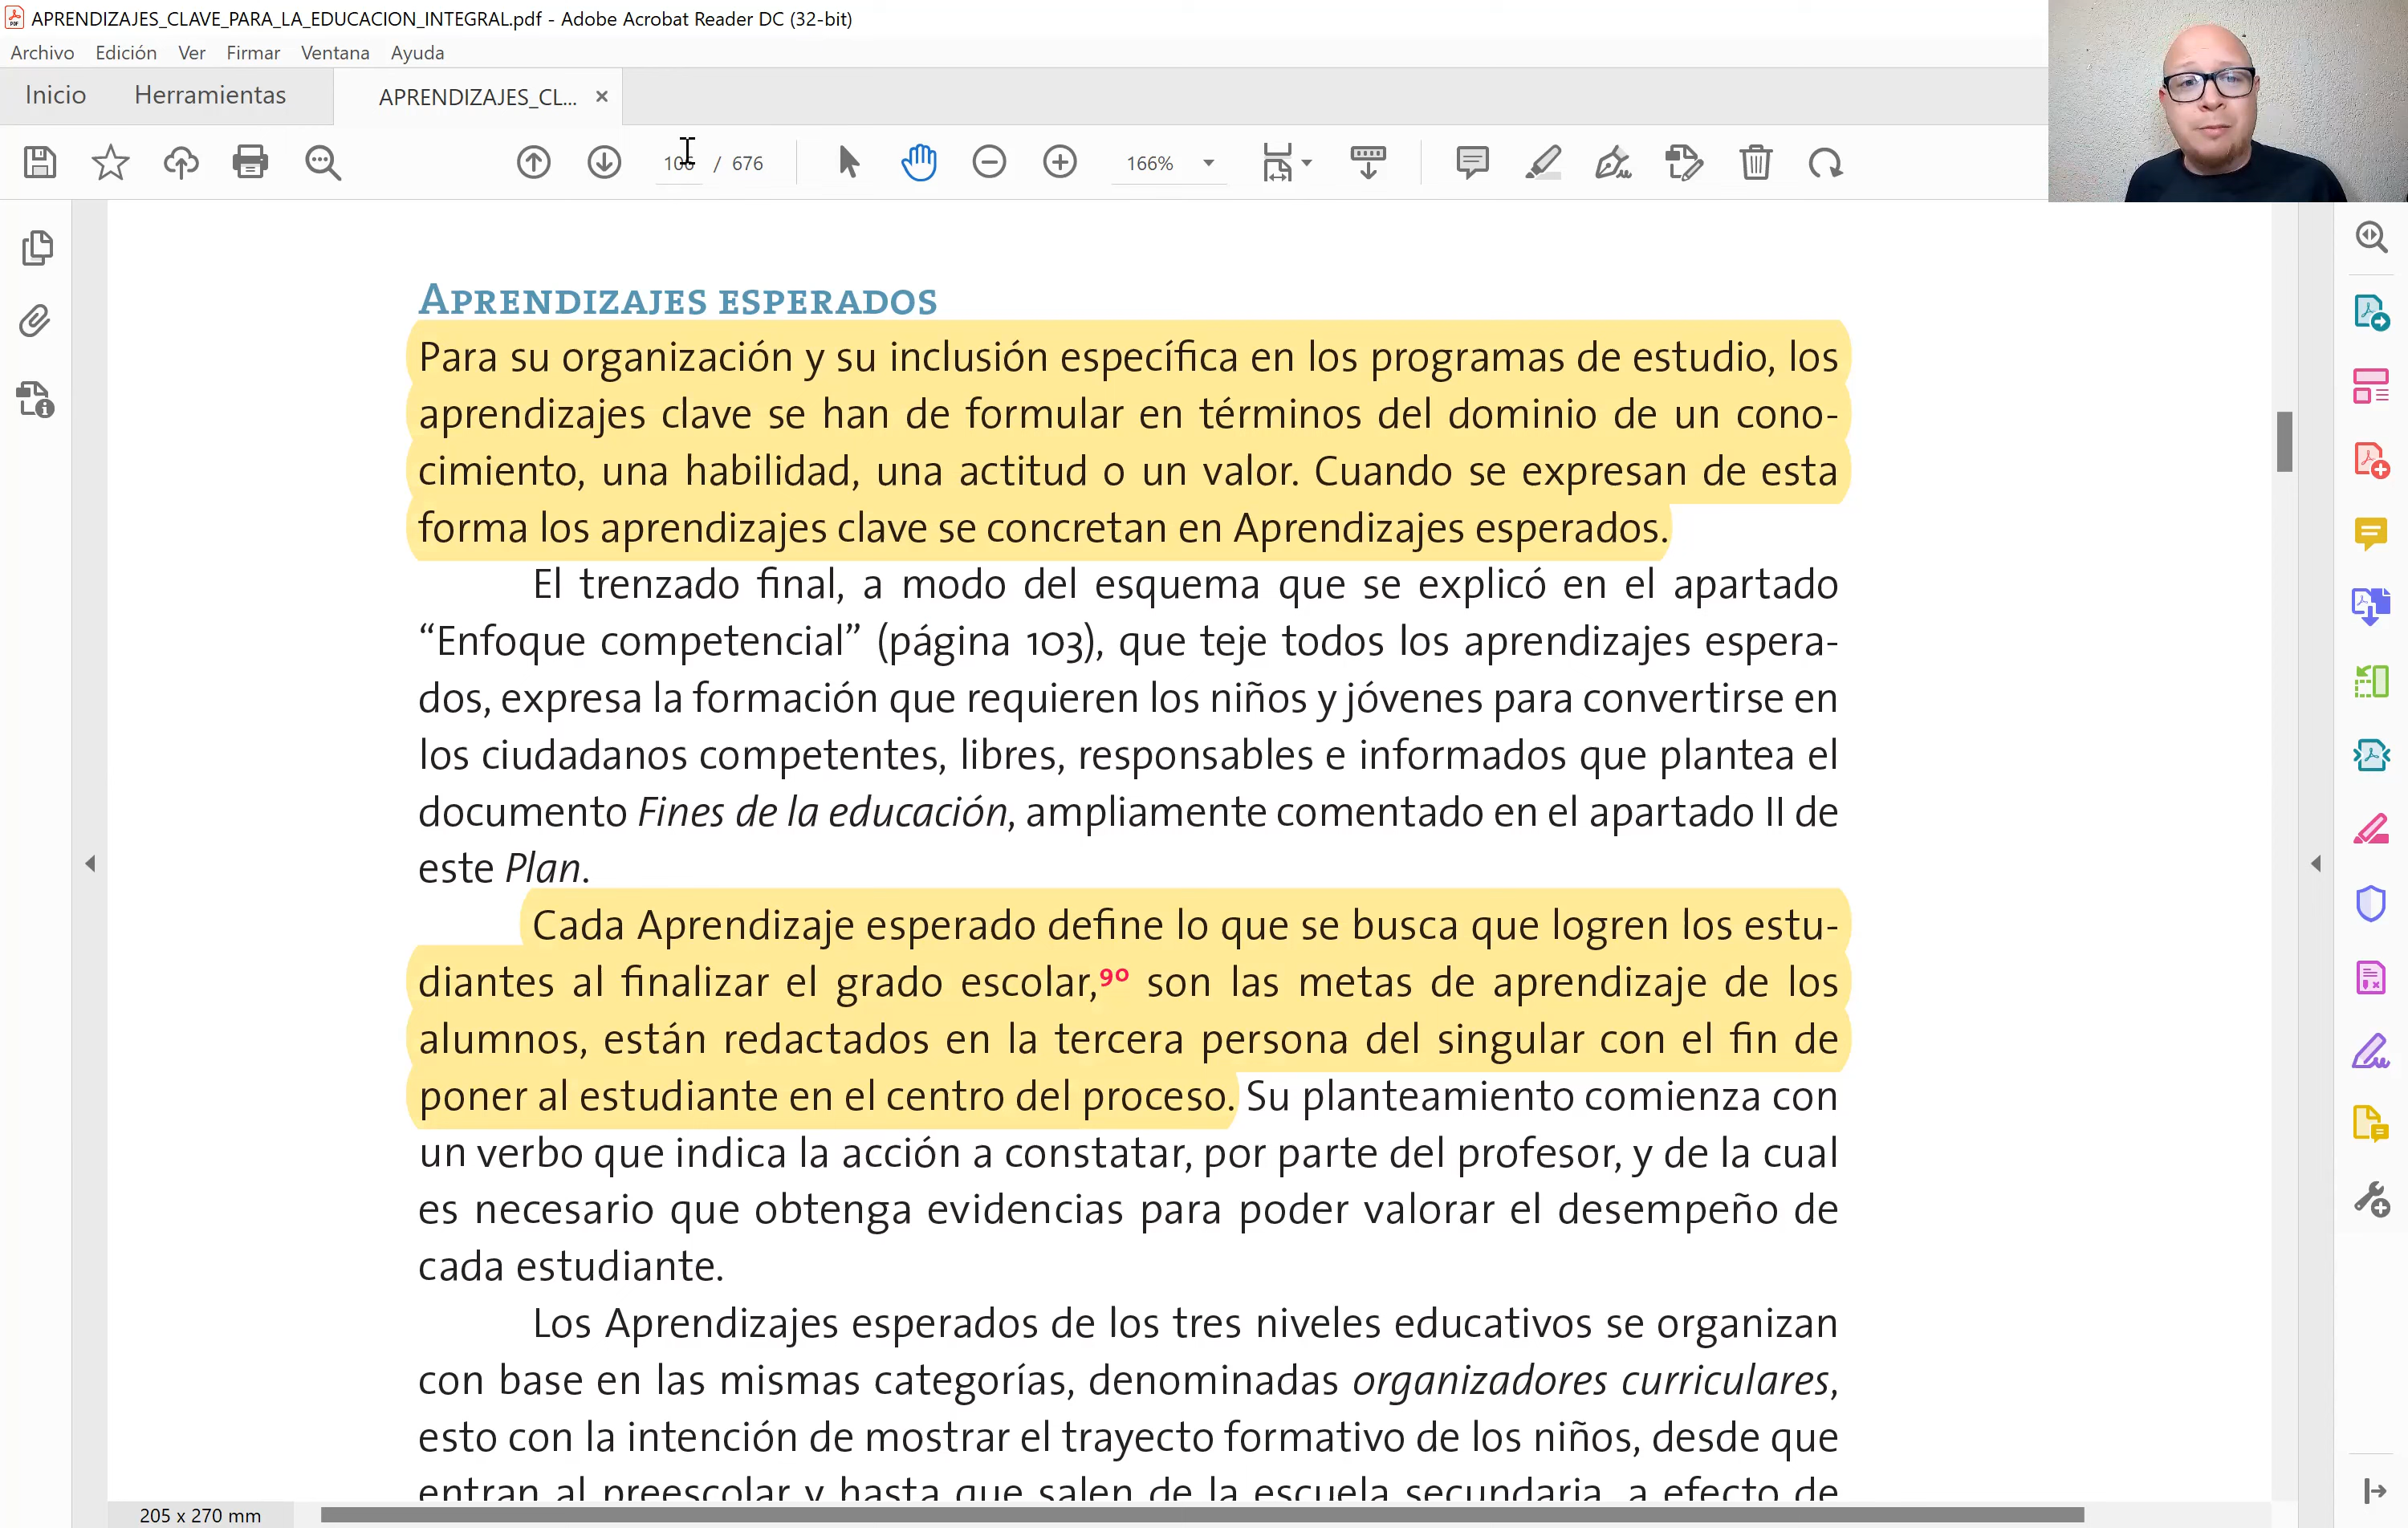 APRENDIZAJES_CLAVE_PARA_LA_EDUCACION_INTEGRAL.pdf - Adobe Acrobat Reader DC (32-bit)
Archivo Edición Ver Firmar Ventana Ayuda
Inicio Herramientas APRENDIZAJES_CL... ×
/ 676 166%
APRENDIZAJES ESPERADOS
Para su organización y su inclusión específica en los programas de estudio, los
aprendizajes clave se han de formular en términos del dominio de un cono-
cimiento, una habilidad, una actitud o un valor. Cuando se expresan de esta
forma los aprendizajes clave se concretan en Aprendizajes esperados.
El trenzado final, a modo del esquema que se explicó en el apartado
“Enfoque competencial” (página 103), que teje todos los aprendizajes espera-
dos, expresa la formación que requieren los niños y jóvenes para convertirse en
los ciudadanos competentes, libres, responsables e informados que plantea el
documento Fines de la educación, ampliamente comentado en el apartado II de
este Plan.
Cada Aprendizaje esperado define lo que se busca que logren los estu-
diantes al finalizar el grado escolar,90 son las metas de aprendizaje de los
alumnos, están redactados en la tercera persona del singular con el fin de
poner al estudiante en el centro del proceso. Su planteamiento comienza con
un verbo que indica la acción a constatar, por parte del profesor, y de la cual
es necesario que obtenga evidencias para poder valorar el desempeño de
cada estudiante.
Los Aprendizajes esperados de los tres niveles educativos se organizan
con base en las mismas categorías, denominadas organizadores curriculares,
esto con la intención de mostrar el trayecto formativo de los niños, desde que
entran al preescolar y hasta que salen de la escuela secundaria, a efecto de
205 x 270 mm